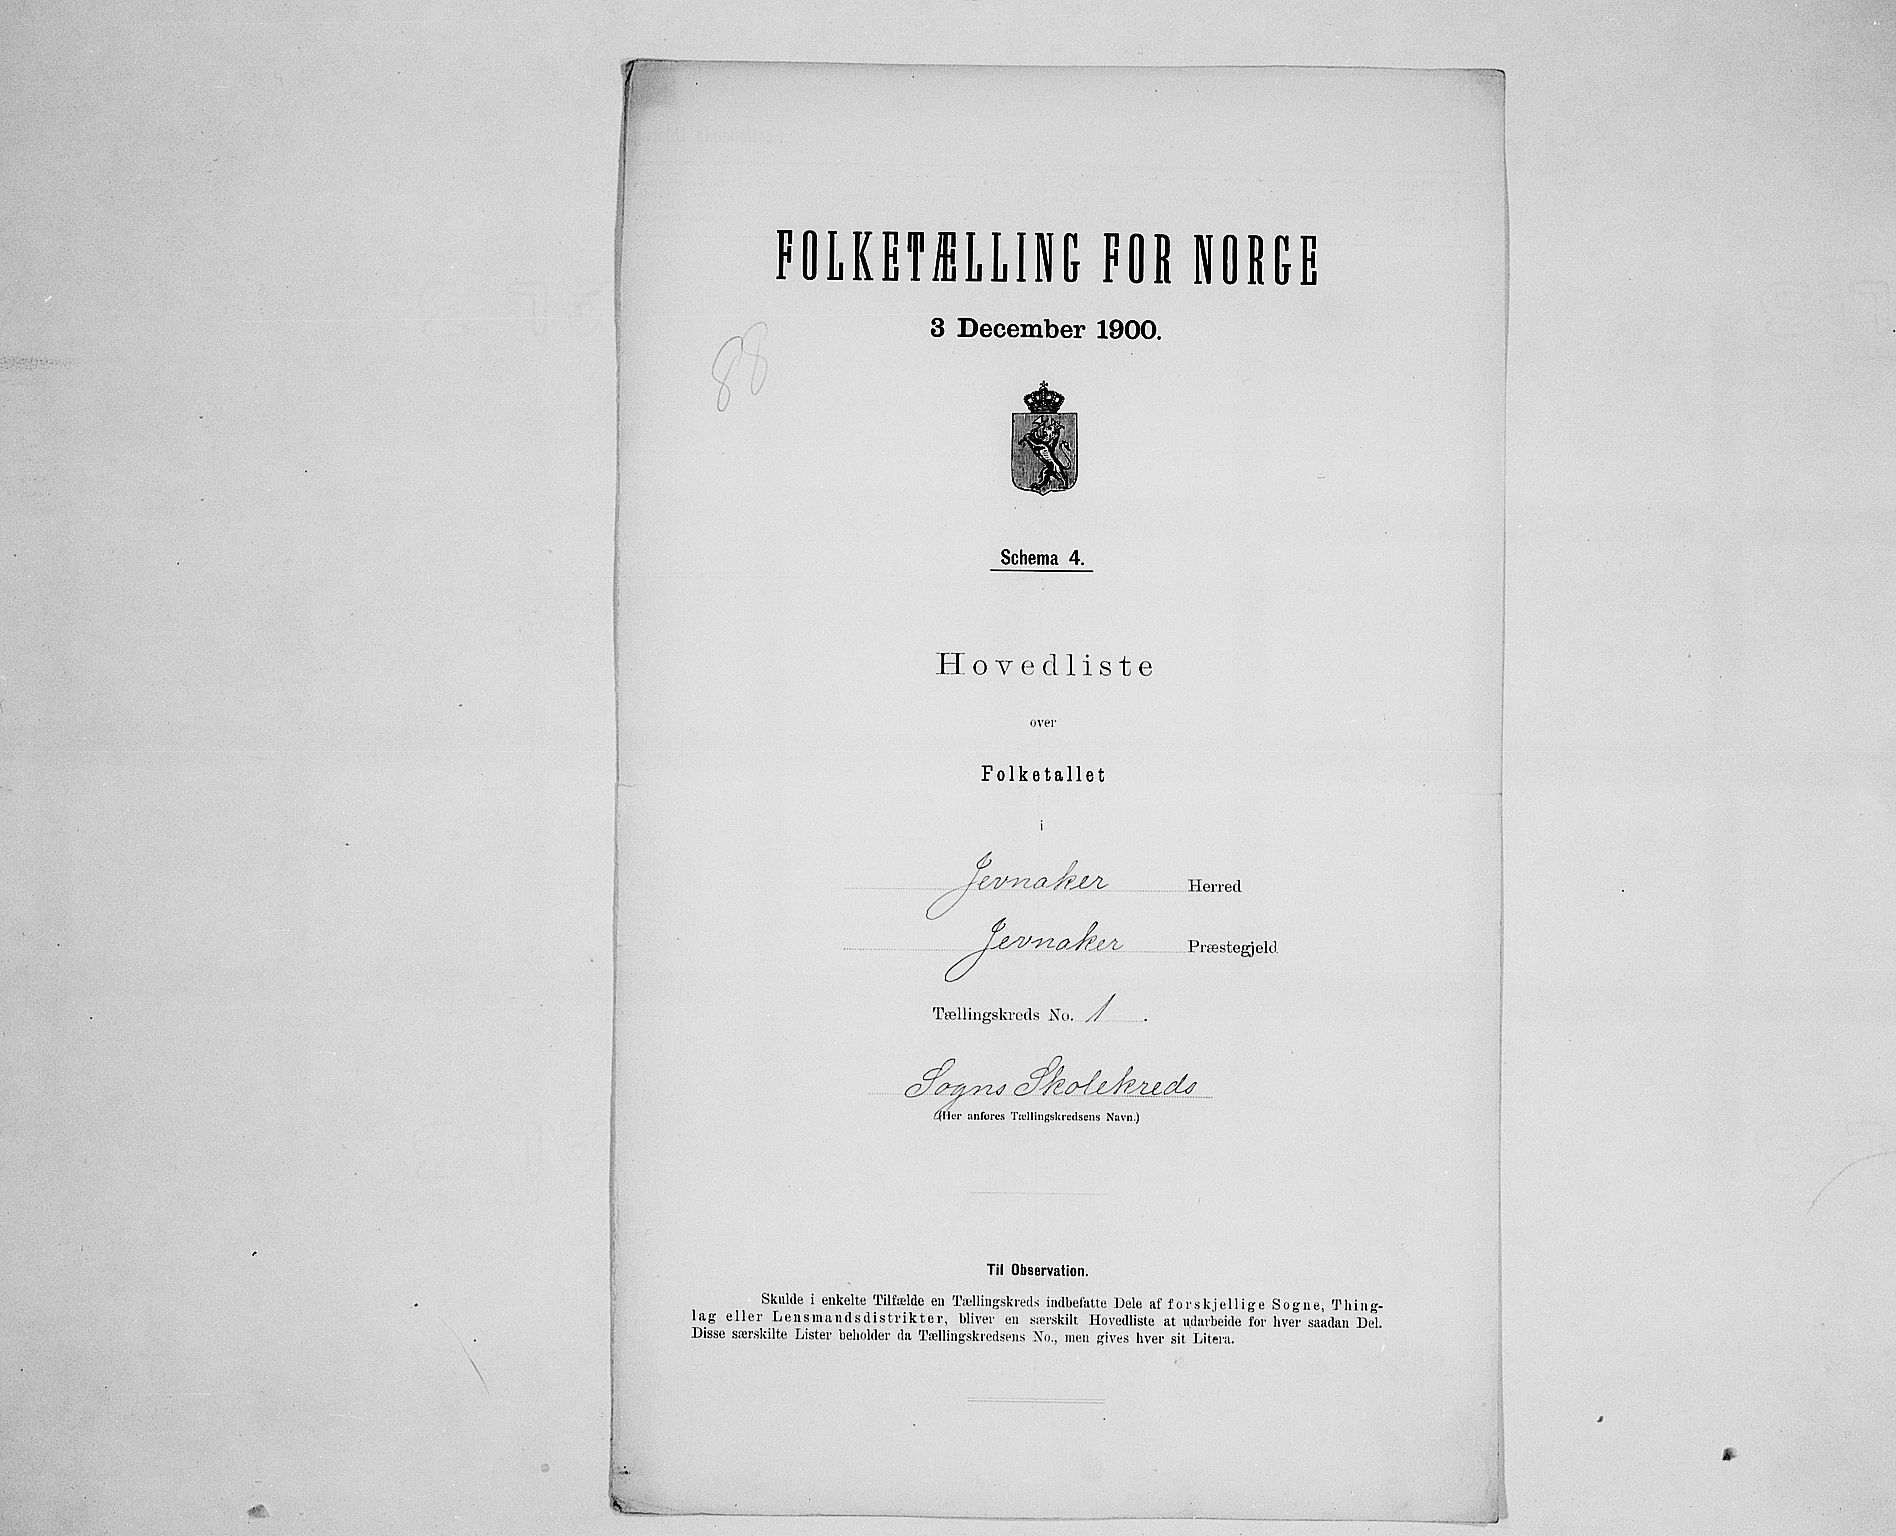 FOLKETÆLLING FOR NORGE
3 December 1900.
88
Schema 4.
Hovedliste
over
Folketallet
i
Jevnaker Herred
Jevnaker Præstegjeld
Tællingskreds No. 1.
Sogns Skolekreds
(Her anføres Tællingskredsens Navn.)
Til Observation.
Skulde i enkelte Tilfælde en Tællingskreds indbefatte Dele af forskjellige Sogne, Thing-
lag eller Lensmandsdistrikter, bliver en særskilt Hovedliste at udarbeide for hver saadan Del.
Disse særskilte Lister beholder da Tællingskredsens No., men gives hver sit Litera.